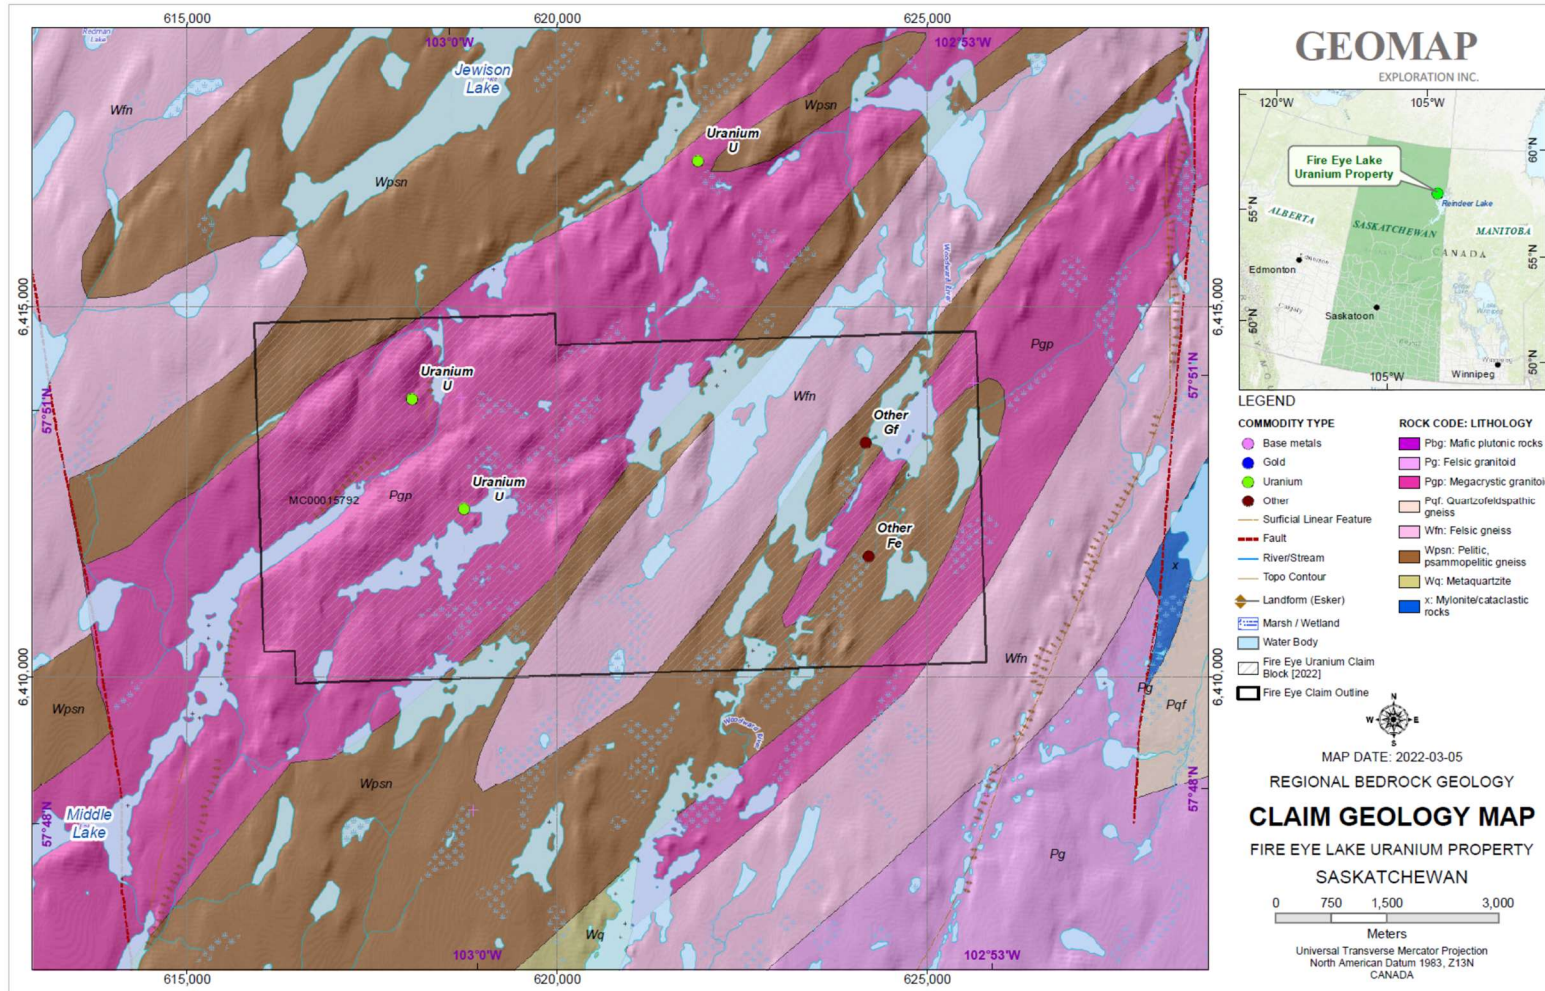 615,000
620,000
625,000
103°0'W
102°53'W
Redman
Lake
Jewison
Lake
Wfn
Wpsn
Wpsn
Uranium
U
6,415,000
6,415,000
57°51'N
57°51'N
Uranium
U
Pgp
Wfn
Other
Gf
Uranium
U
MC00015792
Pgp
Other
Fe
x
Wfn
6,410,000
6,410,000
Wpsn
Pg
Pqf
Wpsn
57°48'N
57°48'N
Middle
Lake
Pg
Wq
103°0'W
102°53'W
615,000
620,000
625,000
GEOMAP
EXPLORATION INC.
120°W
105°W
60°N
Fire Eye Lake
Uranium Property
Reindeer Lake
55°N
ALBERTA
SASKATCHEWAN
MANITOBA
CANADA
55°N
Edmonton
Edmonton
Calgary
Saskatoon
50°N
Winnipeg
50°N
105°W
LEGEND
COMMODITY TYPE
Base metals
Gold
Uranium
Other
Surficial Linear Feature
Fault
River/Stream
Topo Contour
Landform (Esker)
Marsh / Wetland
Water Body
Fire Eye Uranium Claim
Block [2022]
Fire Eye Claim Outline
ROCK CODE: LITHOLOGY
Pbg: Mafic plutonic rocks
Pg: Felsic granitoid
Pgp: Megacrystic granitoid
Pqf: Quartzofeldspathic
gneiss
Wfn: Felsic gneiss
Wpsn: Pelitic,
psammopelitic gneiss
Wq: Metaquartzite
x: Mylonite/cataclastic
rocks
N
W
E
S
MAP DATE: 2022-03-05
REGIONAL BEDROCK GEOLOGY
CLAIM GEOLOGY MAP
FIRE EYE LAKE URANIUM PROPERTY
SASKATCHEWAN
0 750 1,500 3,000
Meters
Universal Transverse Mercator Projection
North American Datum 1983, Z13N
CANADA